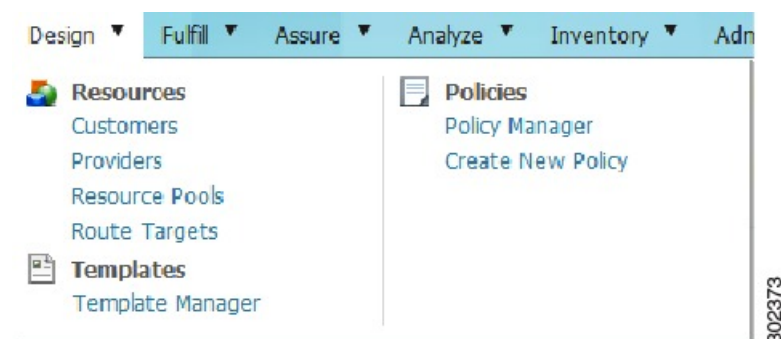 Design ▼ Fulfill ▼ Assure ▼ Analyze ▼ Inventory ▼ Adn
Resources
Customers
Providers
Resource Pools
Route Targets
Templates
Template Manager
Policies
Policy Manager
Create New Policy
302373